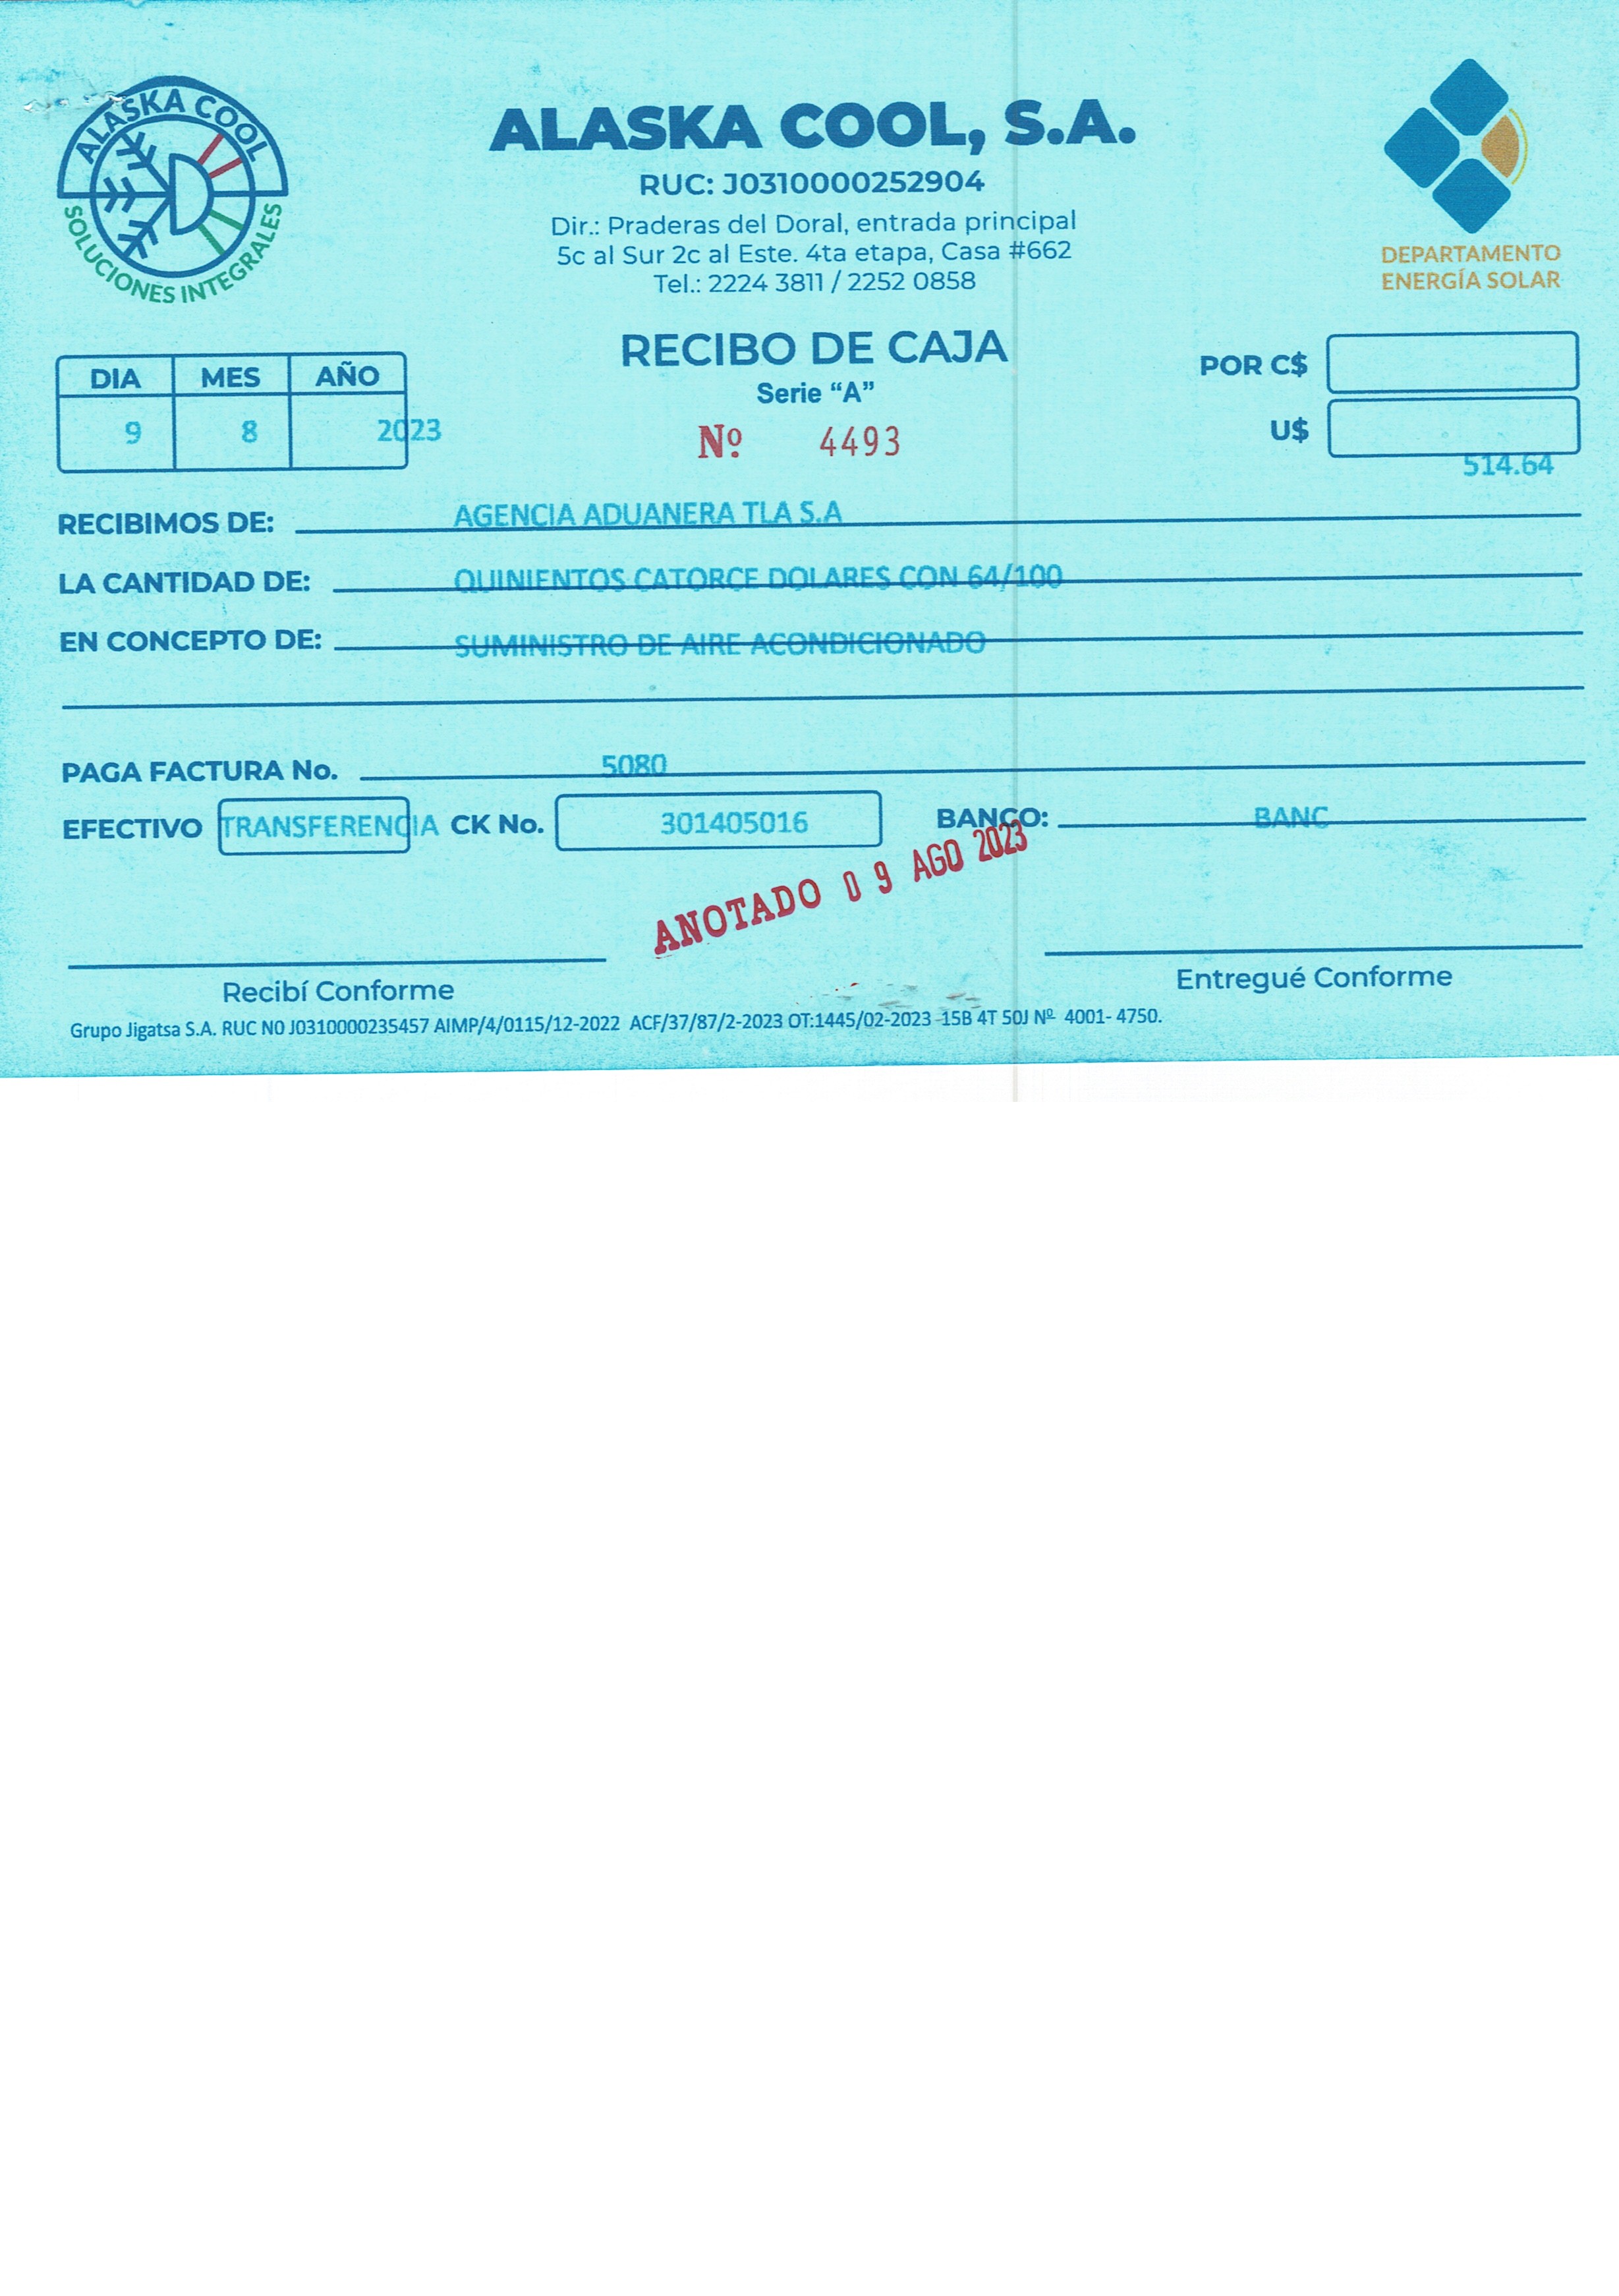 ALASKA COOL
SOLUCIONES INTEGRALES
ALASKA COOL, S.A.
RUC: J0310000252904
Dir.: Praderas del Doral, entrada principal
5c al Sur 2c al Este. 4ta etapa, Casa #662
Tel.: 2224 3811 / 2252 0858
DEPARTAMENTO
ENERGÍA SOLAR
RECIBO DE CAJA
Serie “A”
Nº 4493
DIA MES AÑO
9 8 2023
POR C$
U$
514.64
RECIBIMOS DE: AGENCIA ADUANERA TLA S.A
LA CANTIDAD DE: QUINIENTOS CATORCE DOLARES CON 64/100
EN CONCEPTO DE: SUMINISTRO DE AIRE ACONDICIONADO
PAGA FACTURA No. 5080
EFECTIVO TRANSFERENCIA CK No. 301405016 BANCO: BANC
ANOTADO 09 AGO 2023
Recibí Conforme
Entregué Conforme
Grupo Jigatsa S.A. RUC N0 J0310000235457 AIMP/4/0115/12-2022 ACF/37/87/2-2023 OT:1445/02-2023 15B 4T 50J Nº 4001- 4750.